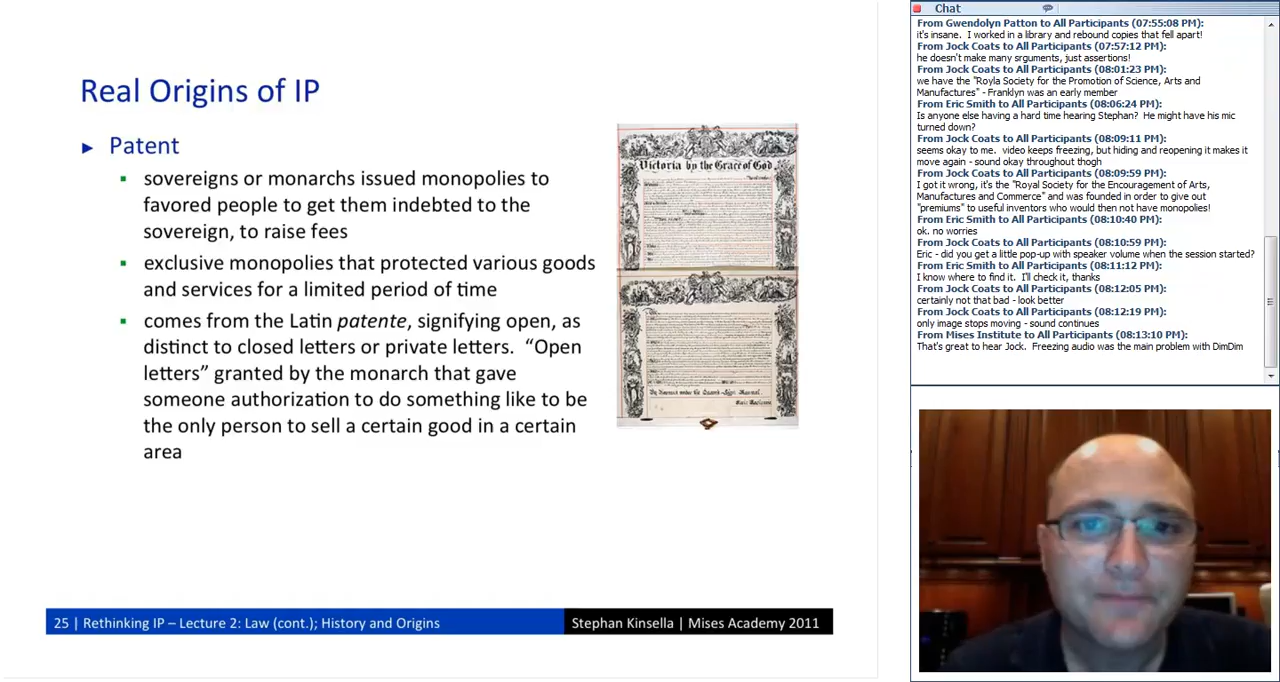 Real Origins of IP
Patent
sovereigns or monarchs issued monopolies to
favored people to get them indebted to the
sovereign, to raise fees
exclusive monopolies that protected various goods
and services for a limited period of time
comes from the Latin patente, signifying open, as
distinct to closed letters or private letters. “Open
letters” granted by the monarch that gave
someone authorization to do something like to be
the only person to sell a certain good in a certain
area
Victoria by the Grace of God
25 | Rethinking IP – Lecture 2: Law (cont.); History and Origins
Stephan Kinsella | Mises Academy 2011
Chat
From Gwendolyn Patton to All Participants (07:55:08 PM):
it's insane. I worked in a library and rebound copies that fell apart!
From Jock Coats to All Participants (07:57:12 PM):
he doesn't make many srguments, just assertions!
From Jock Coats to All Participants (08:01:23 PM):
we have the "Royla Society for the Promotion of Science, Arts and
Manufactures" - Franklyn was an early member
From Eric Smith to All Participants (08:06:24 PM):
Is anyone else having a hard time hearing Stephan? He might have his mic
turned down?
From Jock Coats to All Participants (08:09:11 PM):
seems okay to me. video keeps freezing, but hiding and reopening it makes it
move again - sound okay throughout thogh
From Jock Coats to All Participants (08:09:59 PM):
I got it wrong, it's the "Royal Society for the Encouragement of Arts,
Manufactures and Commerce" and was founded in order to give out
"premiums" to useful inventors who would then not have monopolies!
From Eric Smith to All Participants (08:10:40 PM):
ok. no worries
From Jock Coats to All Participants (08:10:59 PM):
Eric - did you get a little pop-up with speaker volume when the session started?
From Eric Smith to All Participants (08:11:12 PM):
I know where to find it. I'll check it, thanks
From Jock Coats to All Participants (08:12:05 PM):
certainly not that bad - look better
From Jock Coats to All Participants (08:12:19 PM):
only image stops moving - sound continues
From Mises Institute to All Participants (08:13:10 PM):
That's great to hear Jock. Freezing audio was the main problem with DimDim